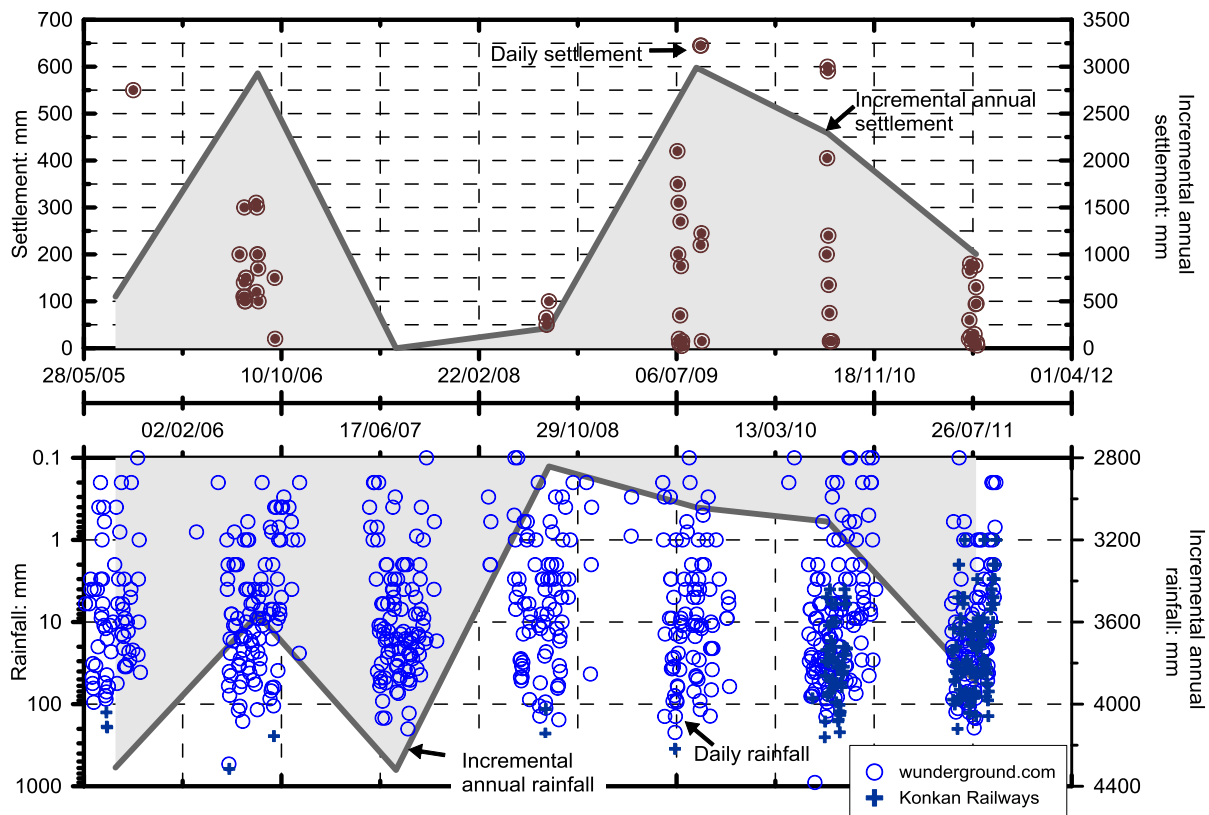 700
600
500
400
300
200
100
0
Settlement: mm
3500
3000
2500
2000
1500
1000
500
0
Incremental annual
settlement: mm
Daily settlement
Incremental annual
settlement
28/05/05
10/10/06
22/02/08
06/07/09
18/11/10
01/04/12
02/02/06
17/06/07
29/10/08
13/03/10
26/07/11
0.1
1
10
100
1000
Rainfall: mm
2800
3200
3600
4000
4400
Incremental annual
rainfall: mm
Incremental
annual rainfall
Daily rainfall
wunderground.com
Konkan Railways